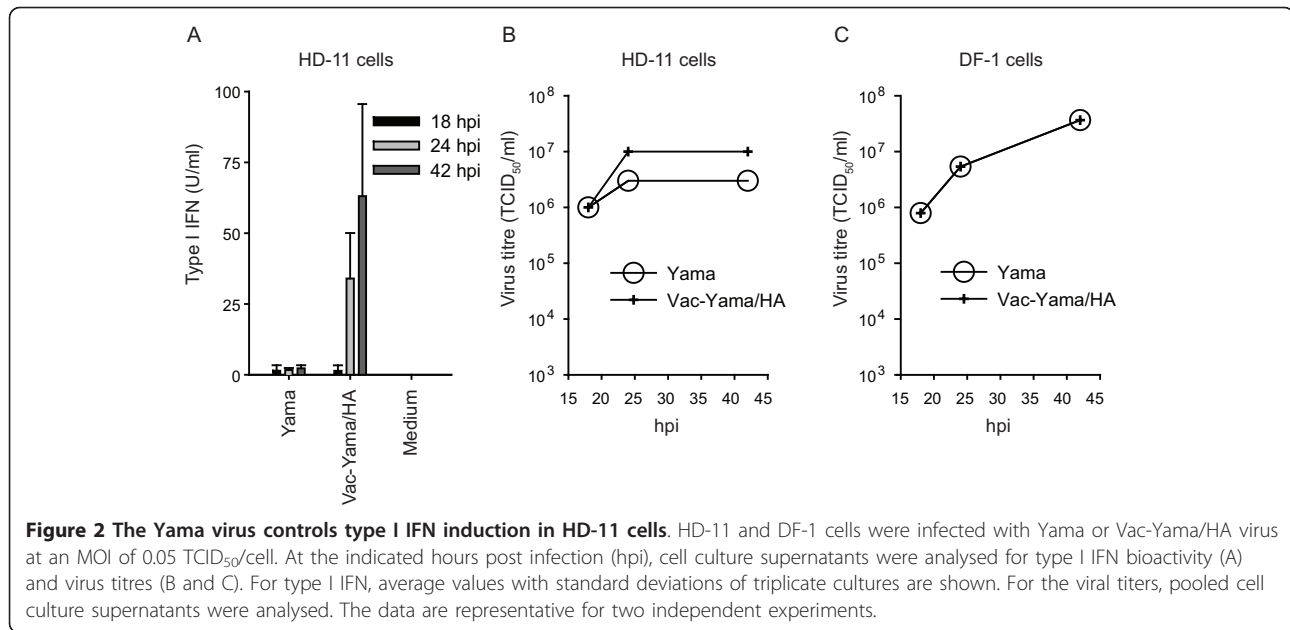 A
HD-11 cells
Type I IFN (U/ml)
100
75
50
25
0
18 hpi
24 hpi
42 hpi
Yama
Vac-Yama/HA
Medium
B
HD-11 cells
Virus titre (TCID50/ml)
10^8
10^7
10^6
10^5
10^4
10^3
Yama
Vac-Yama/HA
15 20 25 30 35 40 45
hpi
C
DF-1 cells
Virus titre (TCID50/ml)
10^8
10^7
10^6
10^5
10^4
10^3
Yama
Vac-Yama/HA
15 20 25 30 35 40 45
hpi
Figure 2 The Yama virus controls type I IFN induction in HD-11 cells. HD-11 and DF-1 cells were infected with Yama or Vac-Yama/HA virus
at an MOI of 0.05 TCID50/cell. At the indicated hours post infection (hpi), cell culture supernatants were analysed for type I IFN bioactivity (A)
and virus titres (B and C). For type I IFN, average values with standard deviations of triplicate cultures are shown. For the viral titers, pooled cell
culture supernatants were analysed. The data are representative for two independent experiments.